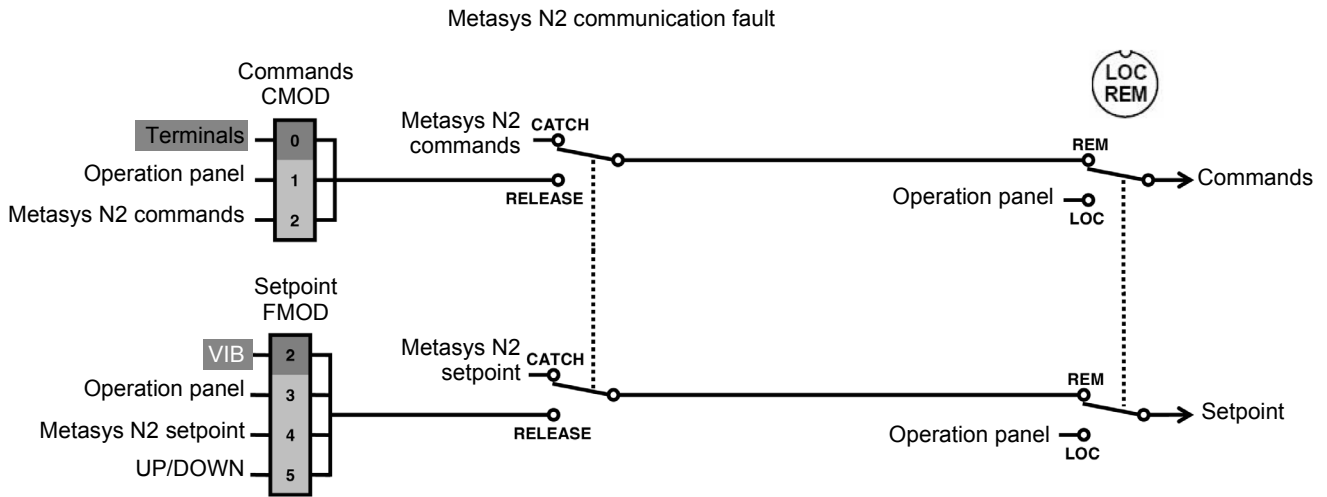 Metasys N2 communication fault
LOC
REM
Commands
CMOD
Terminals
0
Operation panel
1
Metasys N2 commands
2
Metasys N2
commands
CATCH
RELEASE
REM
Operation panel
LOC
Commands
Setpoint
FMOD
VIB
2
Operation panel
3
Metasys N2 setpoint
4
UP/DOWN
5
Metasys N2
setpoint
CATCH
RELEASE
REM
Operation panel
LOC
Setpoint